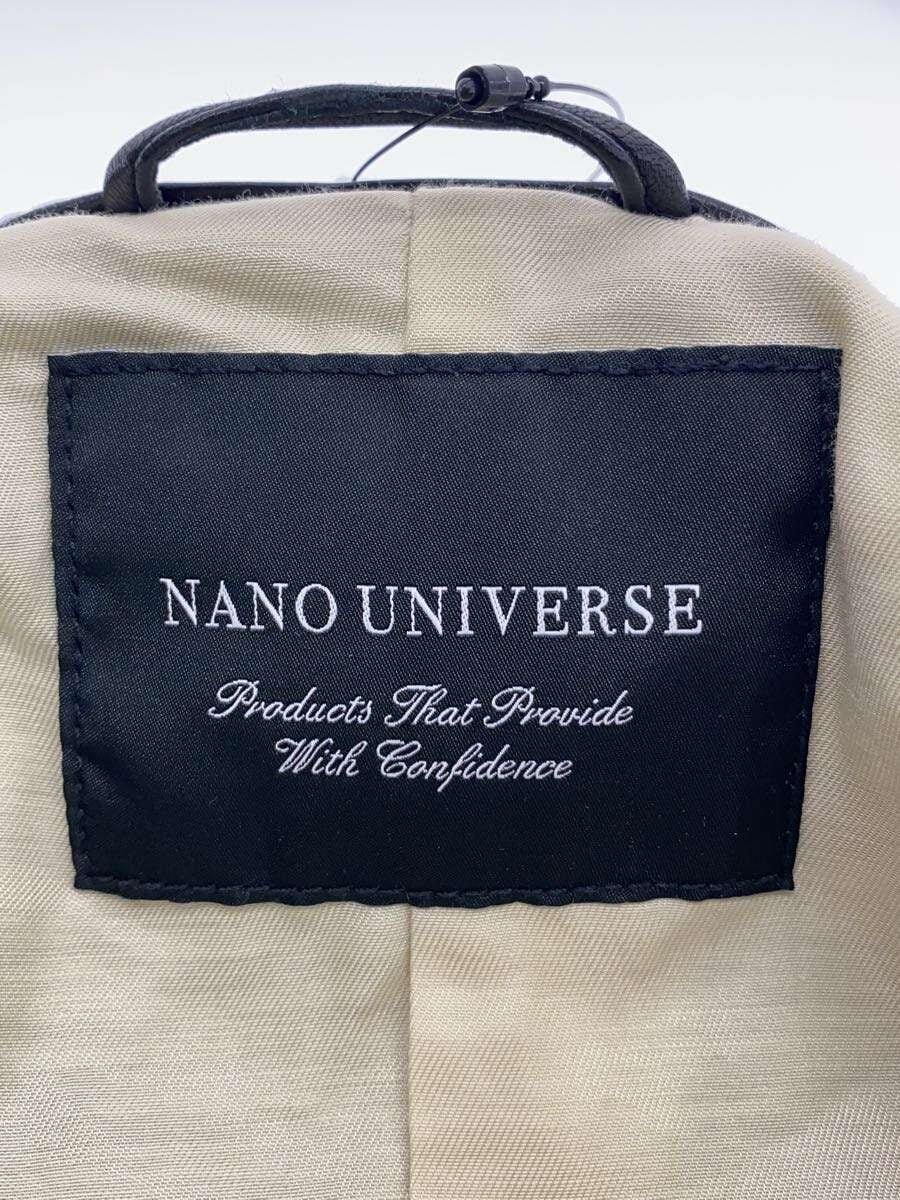 NANO UNIVERSE
Products That Provide
With Confidence